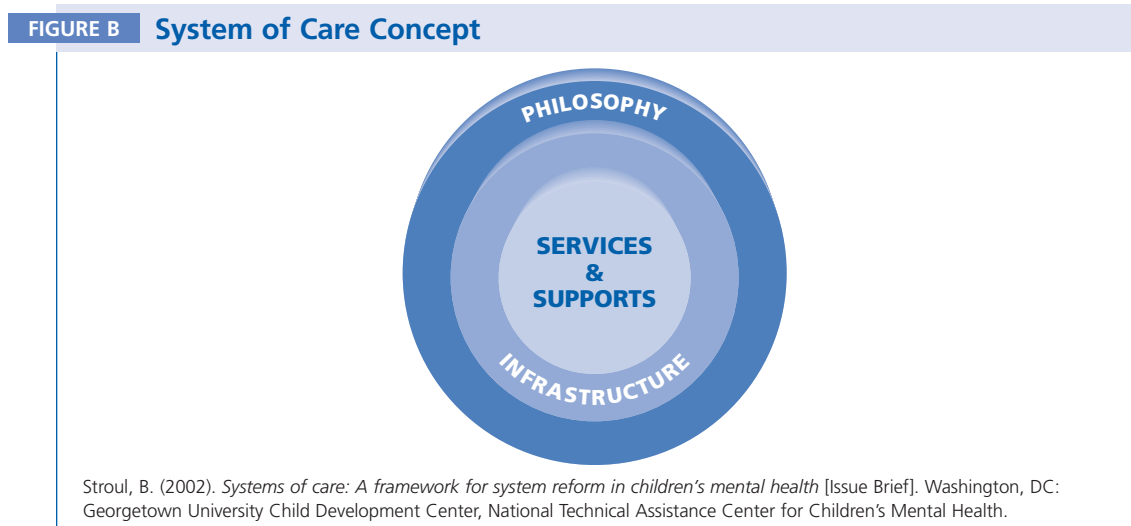 FIGURE B System of Care Concept
PHILOSOPHY
SERVICES
&
SUPPORTS
INFRASTRUCTURE
Stroul, B. (2002). Systems of care: A framework for system reform in children’s mental health [Issue Brief]. Washington, DC:
Georgetown University Child Development Center, National Technical Assistance Center for Children’s Mental Health.